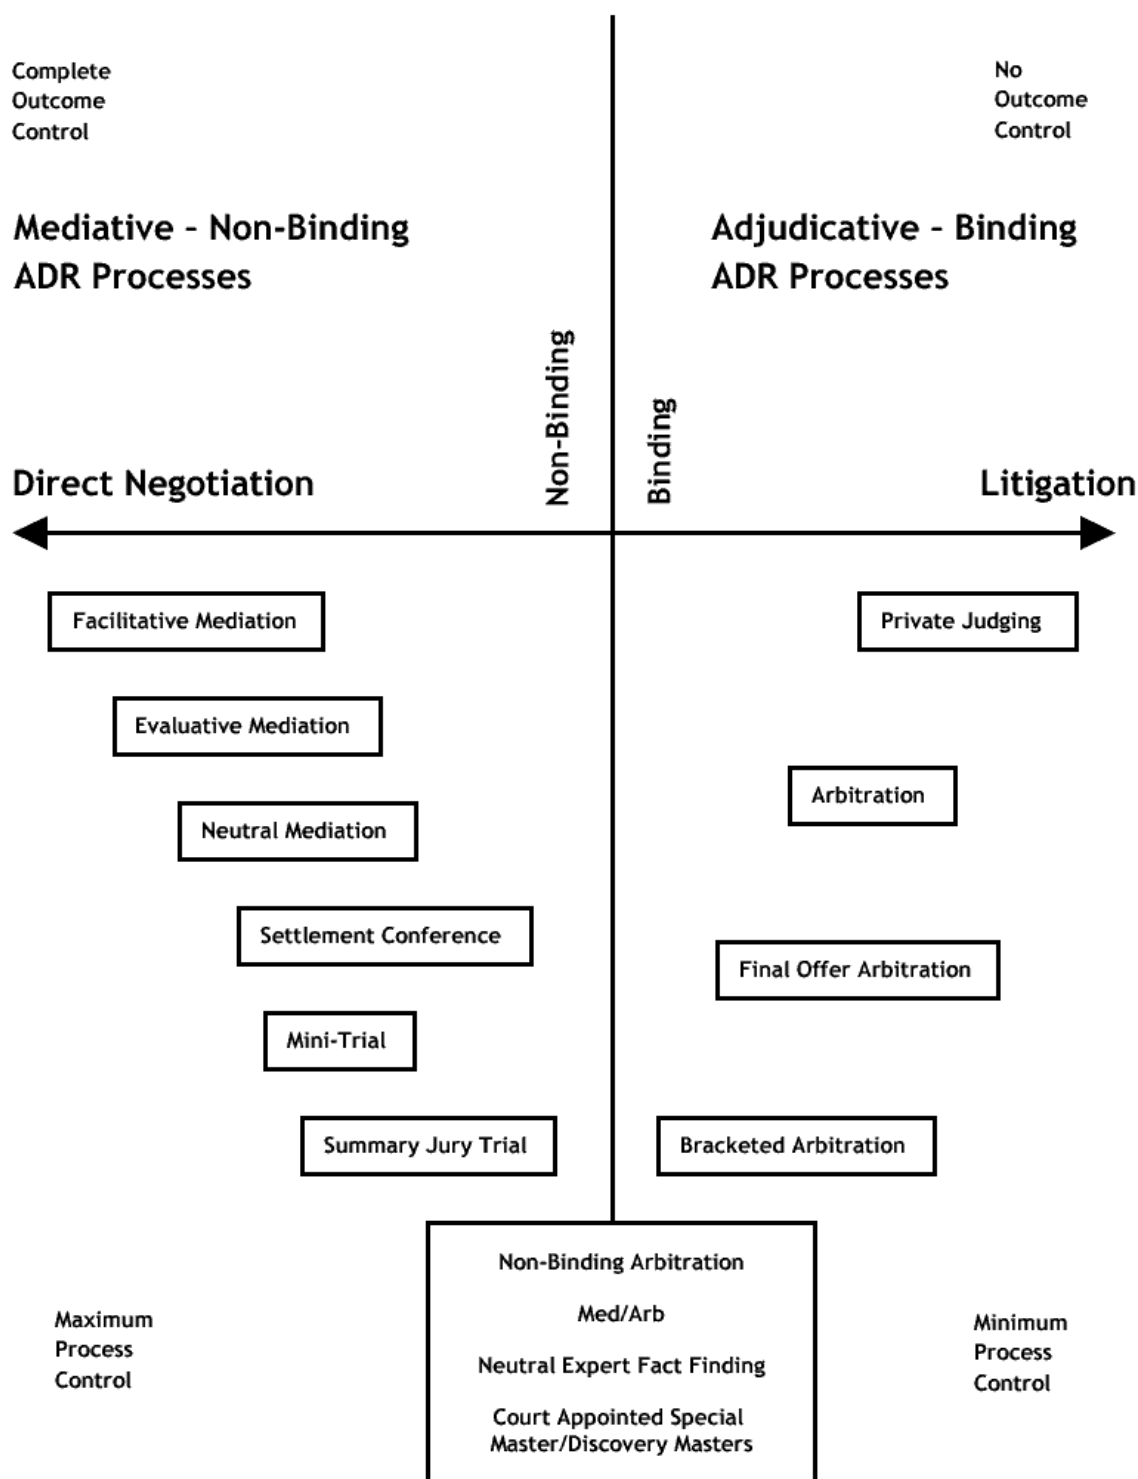 Complete
Outcome
Control
No
Outcome
Control
Mediative - Non-Binding
ADR Processes
Adjudicative - Binding
ADR Processes
Non-Binding
Binding
Direct Negotiation
Litigation
Facilitative Mediation
Private Judging
Evaluative Mediation
Arbitration
Neutral Mediation
Settlement Conference
Final Offer Arbitration
Mini-Trial
Summary Jury Trial
Bracketed Arbitration
Non-Binding Arbitration
Med/Arb
Neutral Expert Fact Finding
Court Appointed Special
Master/Discovery Masters
Maximum
Process
Control
Minimum
Process
Control